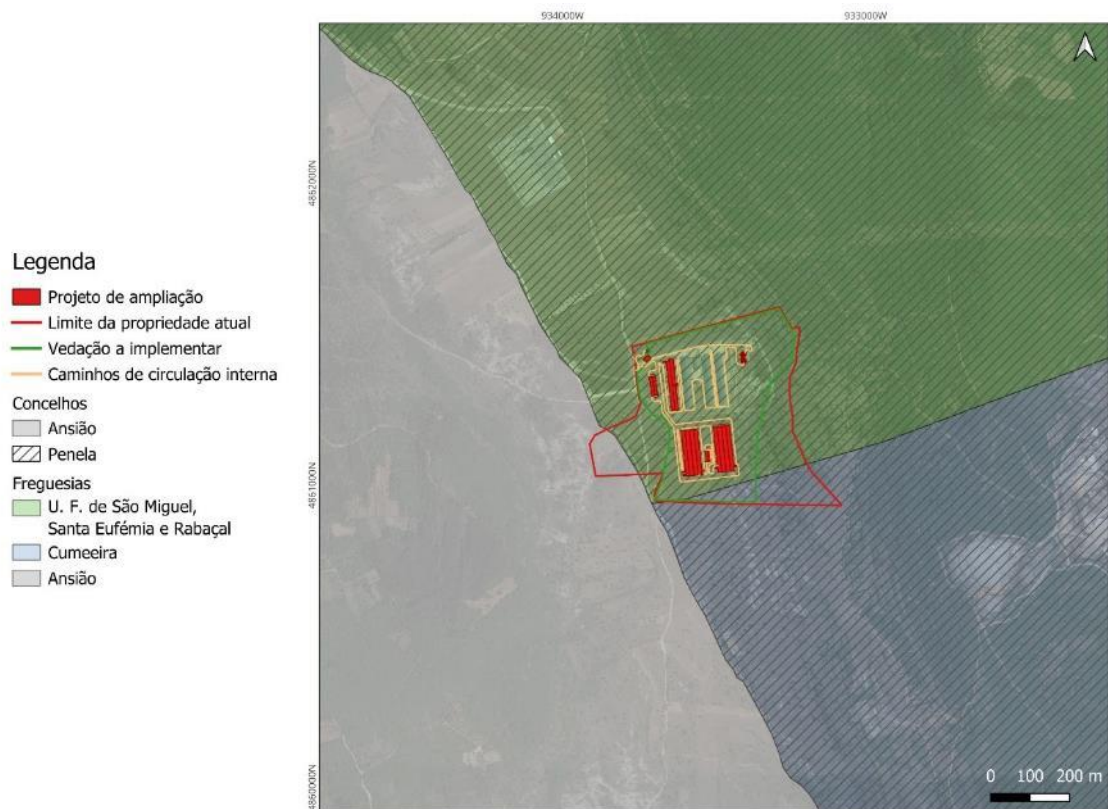 934000W
933000W
4862000N
4861000N
4860000N
Legenda
Projeto de ampliação
Limite da propriedade atual
Vedação a implementar
Caminhos de circulação interna
Concelhos
Ansião
Penela
Freguesias
U. F. de São Miguel,
Santa Eufémia e Rabaçal
Cumeeira
Ansião
0 100 200 m